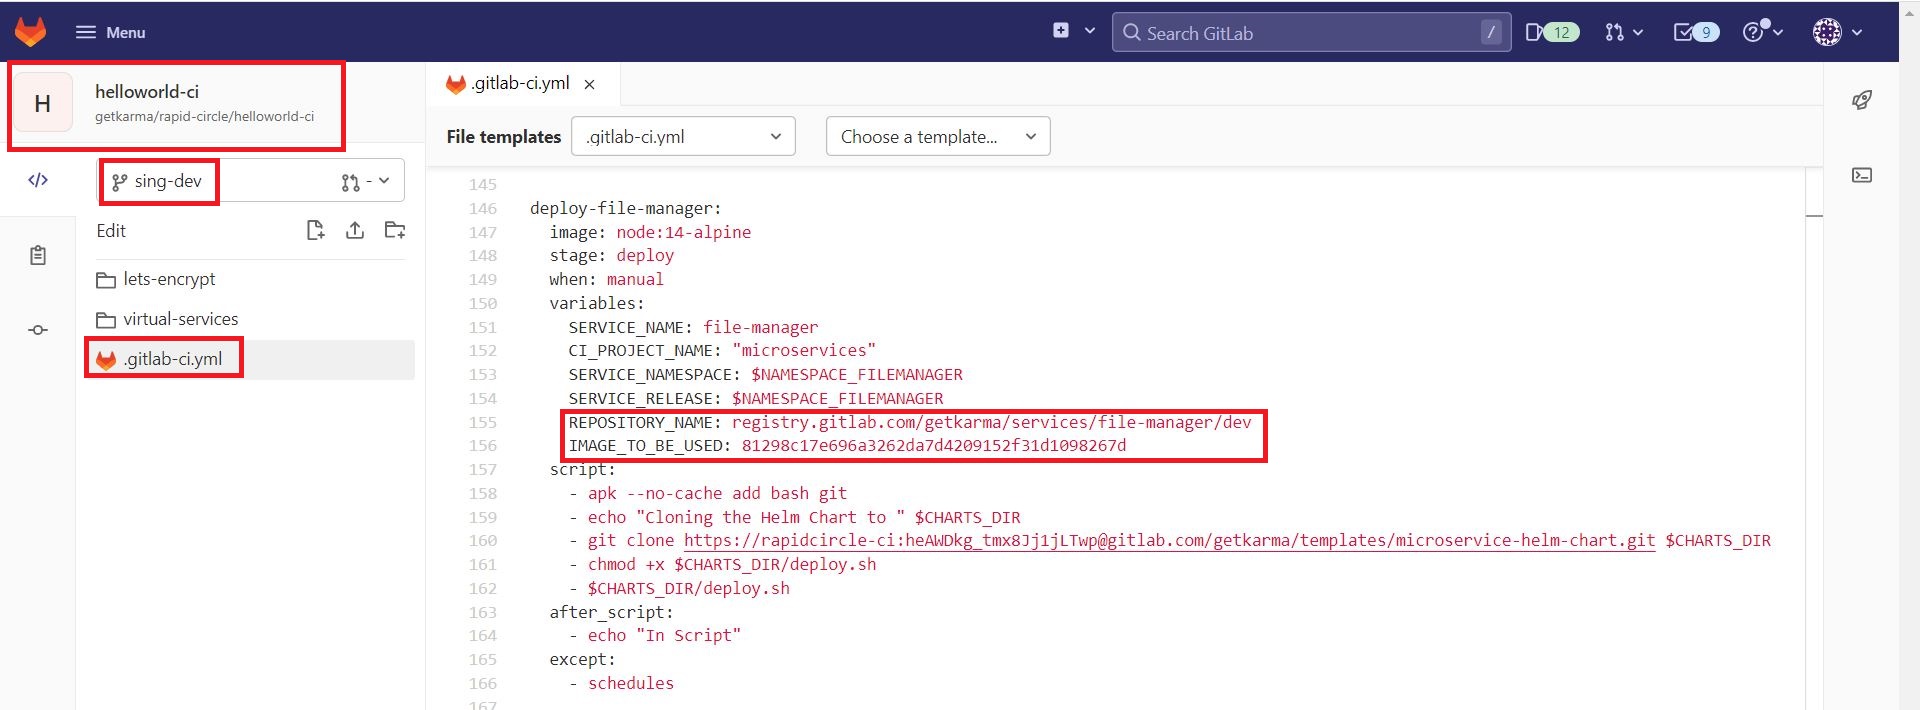 Menu
Search GitLab
/
12
9
H
helloworld-ci
getkarma/rapid-circle/helloworld-ci
sing-dev
-
Edit
lets-encrypt
virtual-services
.gitlab-ci.yml
.gitlab-ci.yml
File templates
.gitlab-ci.yml
Choose a template...
145
146 deploy-file-manager:
147 image: node:14-alpine
148 stage: deploy
149 when: manual
150 variables:
151 SERVICE_NAME: file-manager
152 CI_PROJECT_NAME: "microservices"
153 SERVICE_NAMESPACE: $NAMESPACE_FILEMANAGER
154 SERVICE_RELEASE: $NAMESPACE_FILEMANAGER
155 REPOSITORY_NAME: registry.gitlab.com/getkarma/services/file-manager/dev
156 IMAGE_TO_BE_USED: 81298c17e696a3262da7d4209152f31d1098267d
157 script:
158 - apk --no-cache add bash git
159 - echo "Cloning the Helm Chart to " $CHARTS_DIR
160 - git clone https://rapidcircle-ci:heAWDkg_tmx8Jj1jLTwp@gitlab.com/getkarma/templates/microservice-helm-chart.git $CHARTS_DIR
161 - chmod +x $CHARTS_DIR/deploy.sh
162 - $CHARTS_DIR/deploy.sh
163 after_script:
164 - echo "In Script"
165 except:
166 - schedules
167